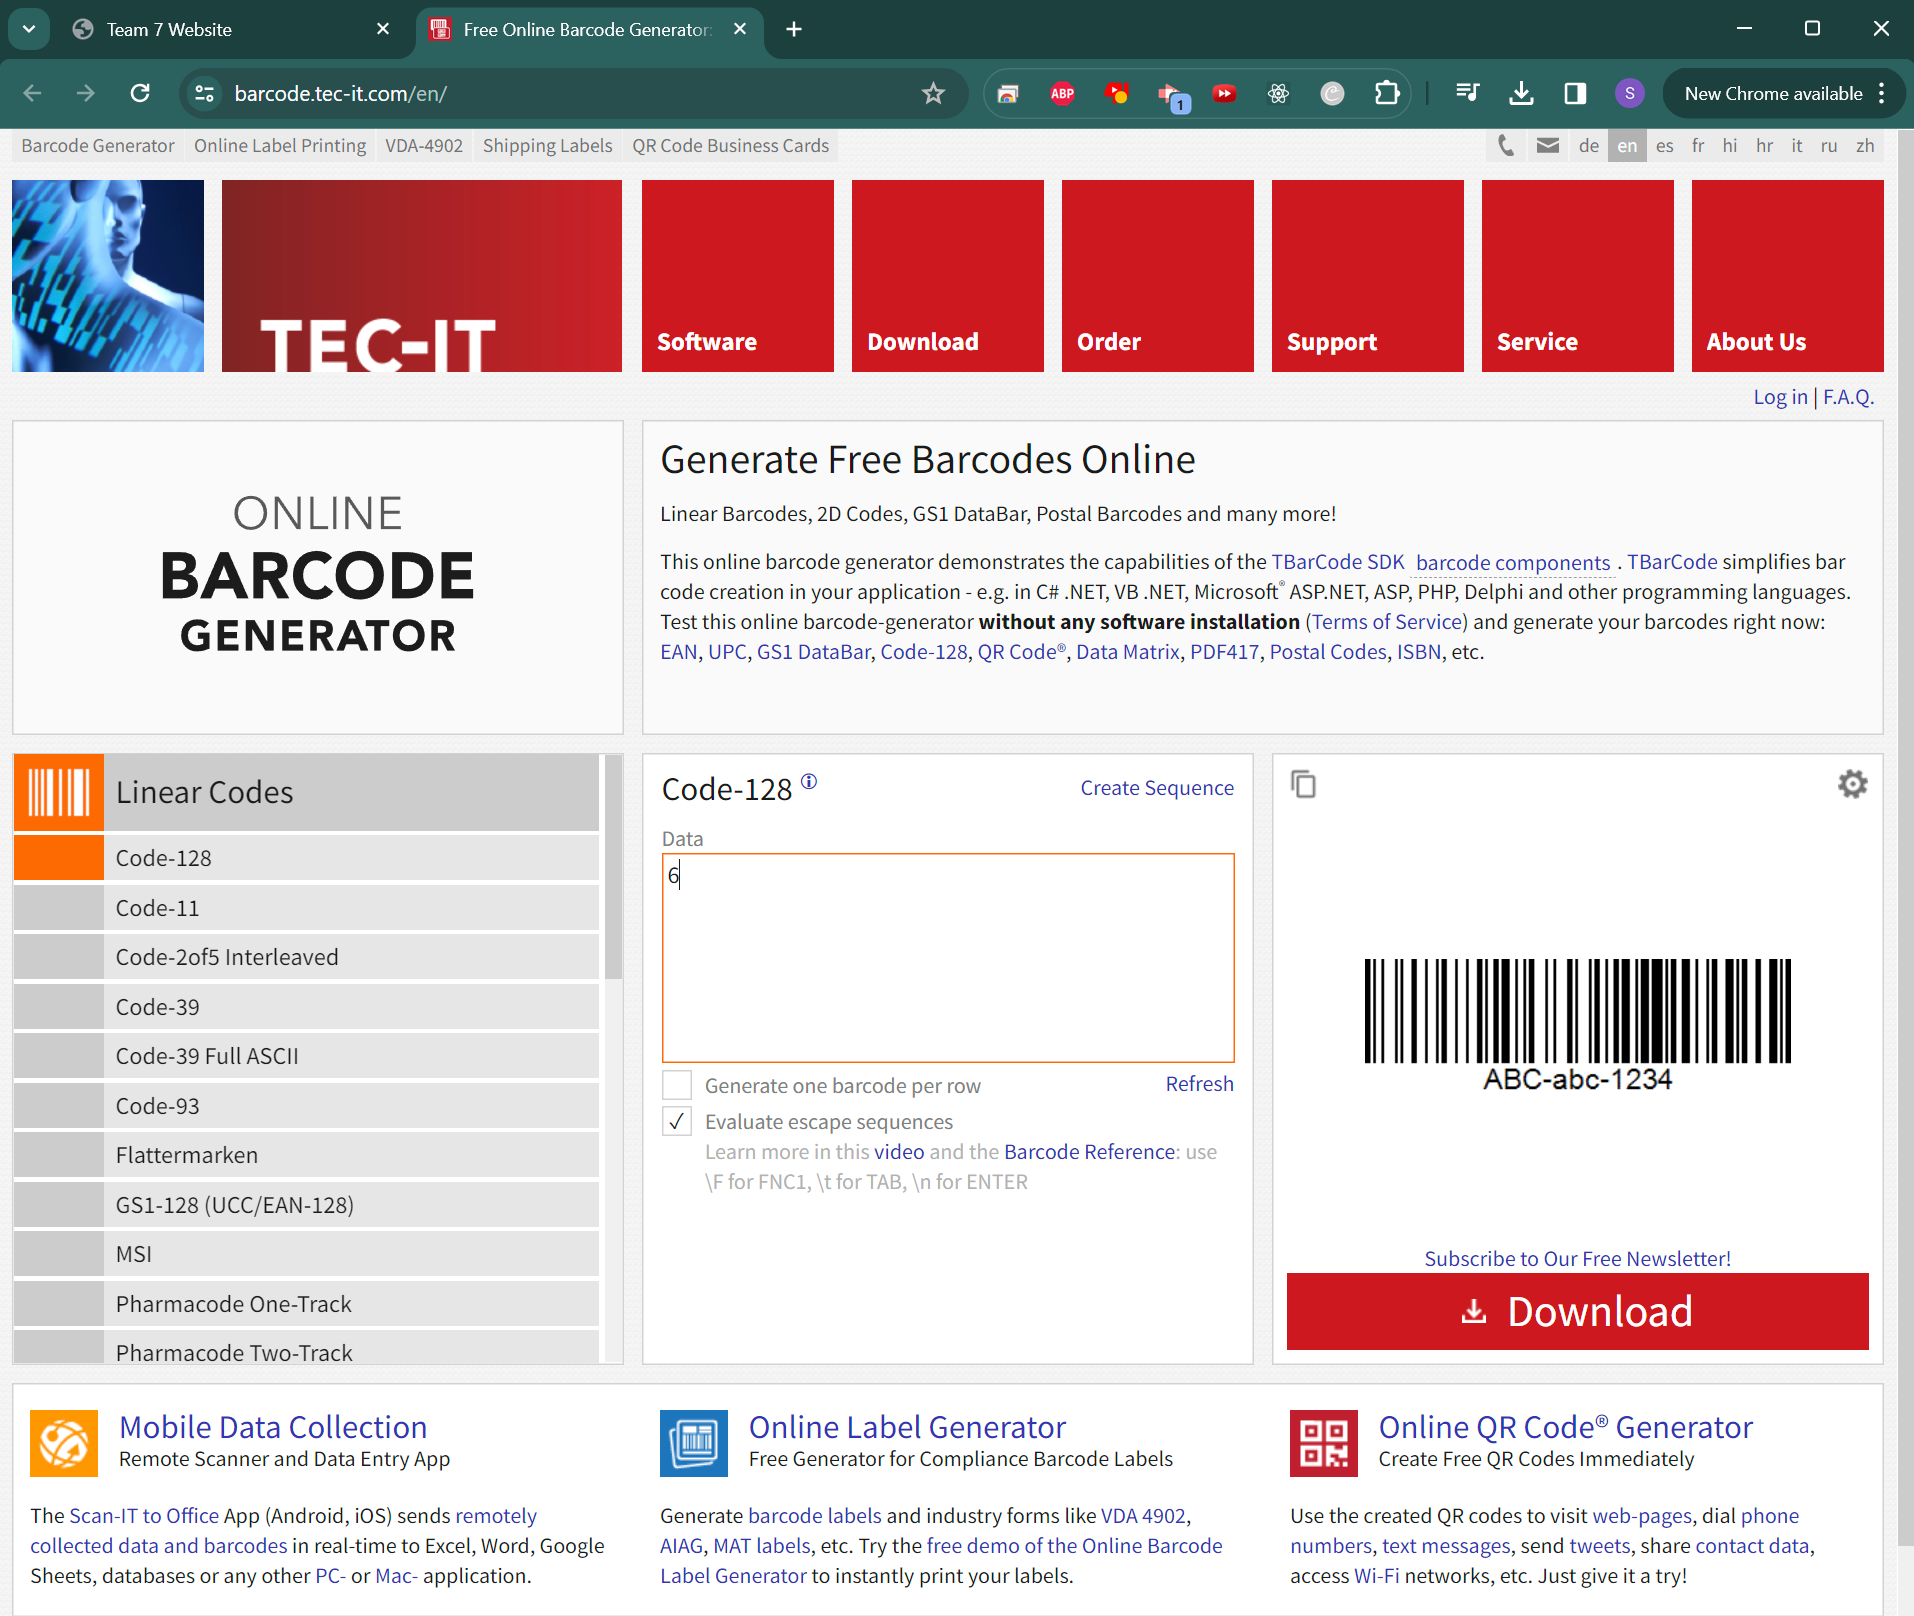 Team 7 Website
Free Online Barcode Generator:
barcode.tec-it.com/en/
ABP
1
S
New Chrome available
Barcode Generator
Online Label Printing
VDA-4902
Shipping Labels
QR Code Business Cards
de
en
es
fr
hi
hr
it
ru
zh
TEC-IT
Software
Download
Order
Support
Service
About Us
Log in | F.A.Q.
ONLINE
BARCODE
GENERATOR
Generate Free Barcodes Online
Linear Barcodes, 2D Codes, GS1 DataBar, Postal Barcodes and many more!
This online barcode generator demonstrates the capabilities of the TBarCode SDK barcode components. TBarCode simplifies bar
code creation in your application - e.g. in C# .NET, VB .NET, Microsoft® ASP.NET, ASP, PHP, Delphi and other programming languages.
Test this online barcode-generator without any software installation (Terms of Service) and generate your barcodes right now:
EAN, UPC, GS1 DataBar, Code-128, QR Code®, Data Matrix, PDF417, Postal Codes, ISBN, etc.
Linear Codes
Code-128
Code-11
Code-2of5 Interleaved
Code-39
Code-39 Full ASCII
Code-93
Flattermarken
GS1-128 (UCC/EAN-128)
MSI
Pharmacode One-Track
Pharmacode Two-Track
Code-128
Create Sequence
Data
6
Generate one barcode per row
Refresh
Evaluate escape sequences
Learn more in this video and the Barcode Reference: use
\F for FNC1, \t for TAB, \n for ENTER
ABC-abc-1234
Subscribe to Our Free Newsletter!
Download
Mobile Data Collection
Remote Scanner and Data Entry App
The Scan-IT to Office App (Android, iOS) sends remotely
collected data and barcodes in real-time to Excel, Word, Google
Sheets, databases or any other PC- or Mac- application.
Online Label Generator
Free Generator for Compliance Barcode Labels
Generate barcode labels and industry forms like VDA 4902,
AIAG, MAT labels, etc. Try the free demo of the Online Barcode
Label Generator to instantly print your labels.
Online QR Code® Generator
Create Free QR Codes Immediately
Use the created QR codes to visit web-pages, dial phone
numbers, text messages, send tweets, share contact data,
access Wi-Fi networks, etc. Just give it a try!